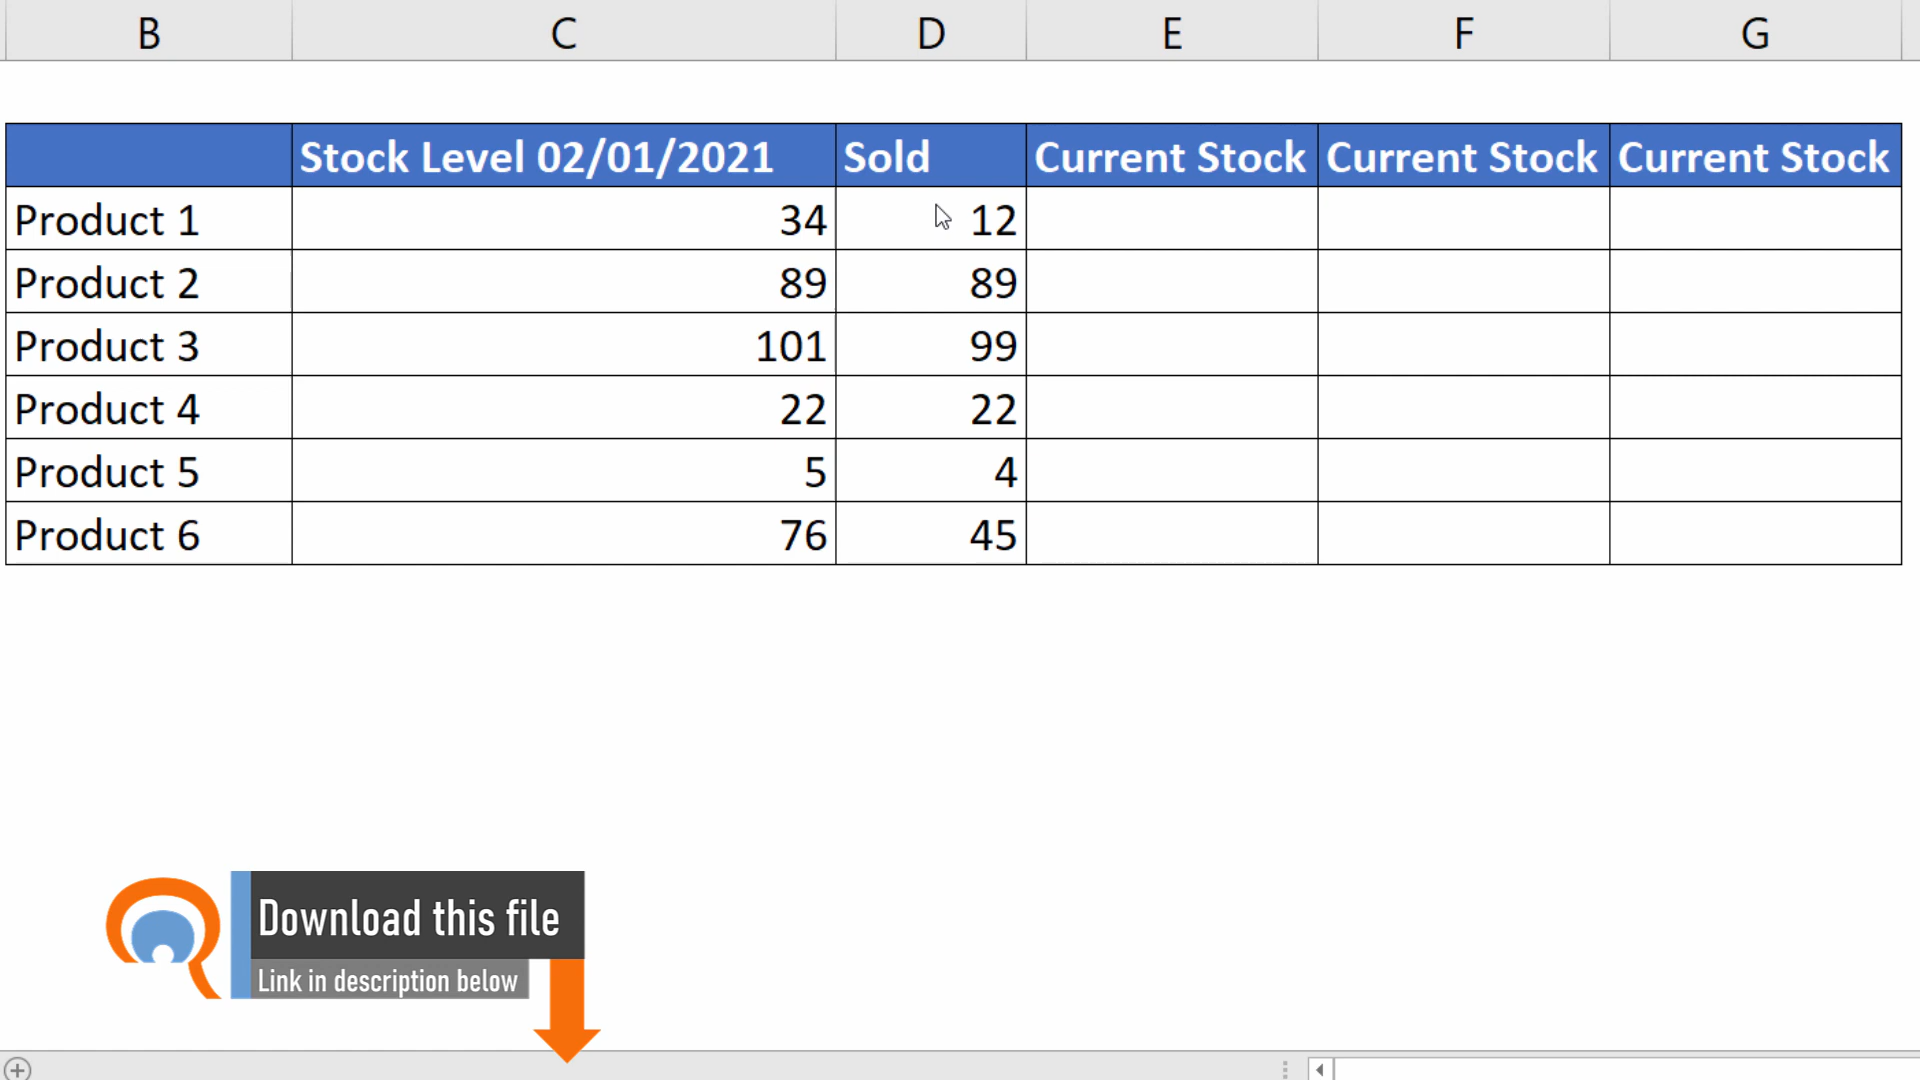 B C D E F G
Stock Level 02/01/2021 Sold Current Stock Current Stock Current Stock
Product 1 34 12
Product 2 89 89
Product 3 101 99
Product 4 22 22
Product 5 5 4
Product 6 76 45
Download this file
Link in description below